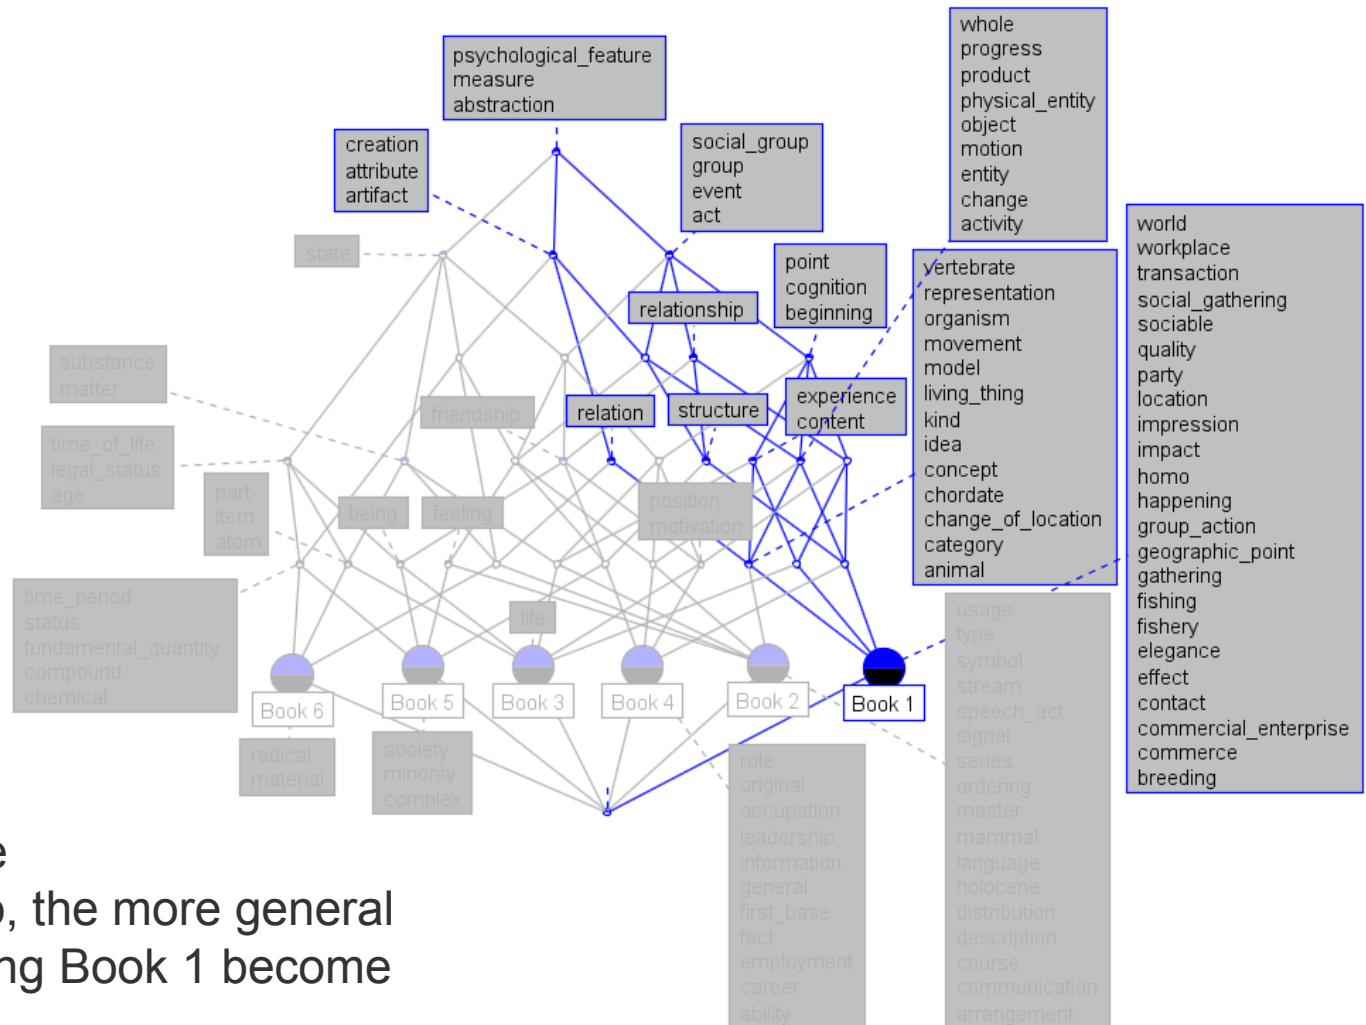 psychological_feature
measure
abstraction
creation
attribute
artifact
social_group
group
event
act
whole
progress
product
physical_entity
object
motion
entity
change
activity
state
relationship
point
cognition
beginning
vertebrate
representation
organism
movement
model
living_thing
kind
idea
concept
chordate
change_of_location
category
animal
world
workplace
transaction
social_gathering
sociable
quality
party
location
impression
impact
homo
happening
group_action
geographic_point
gathering
fishing
fishery
elegance
effect
contact
commercial_enterprise
commerce
breeding
substance
matter
friendship
relation
structure
experience
content
time_of_life
legal_status
age
part
item
atom
being
feeling
position
motivation
time_period
status
fundamental_quantity
compound
chemical
life
Book 6
Book 5
Book 3
Book 4
Book 2
Book 1
radical
material
society
minority
complex
role
original
occupation
leadership
information
general
first_base
fact
employment
career
ability
usage
type
symbol
stream
speech_act
signal
series
ordering
master
mammal
language
holocene
distribution
description
course
communication
arrangement
, the more general
ng Book 1 become